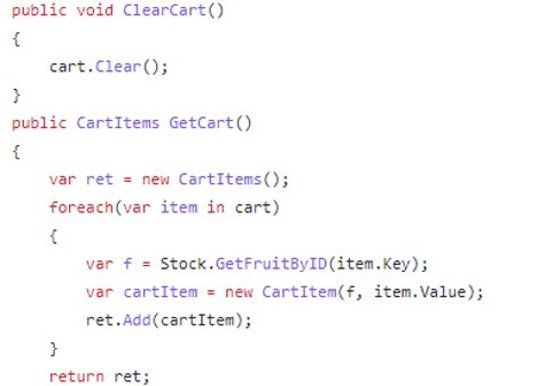 public void ClearCart()
{
    cart.Clear();
}
public CartItems GetCart()
{
    var ret = new CartItems();
    foreach(var item in cart)
    {
        var f = Stock.GetFruitByID(item.Key);
        var cartItem = new CartItem(f, item.Value);
        ret.Add(cartItem);
    }
    return ret;